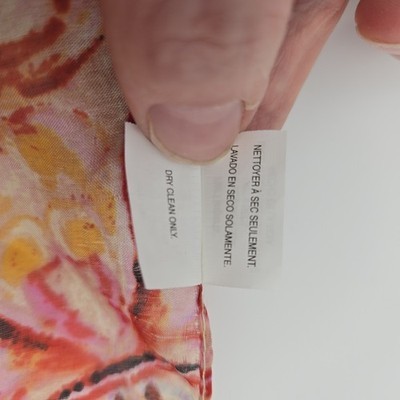 DRY CLEAN ONLY.
NETTOYER À SEC SEULEMENT.
LAVADO EN SECO SOLAMENTE.